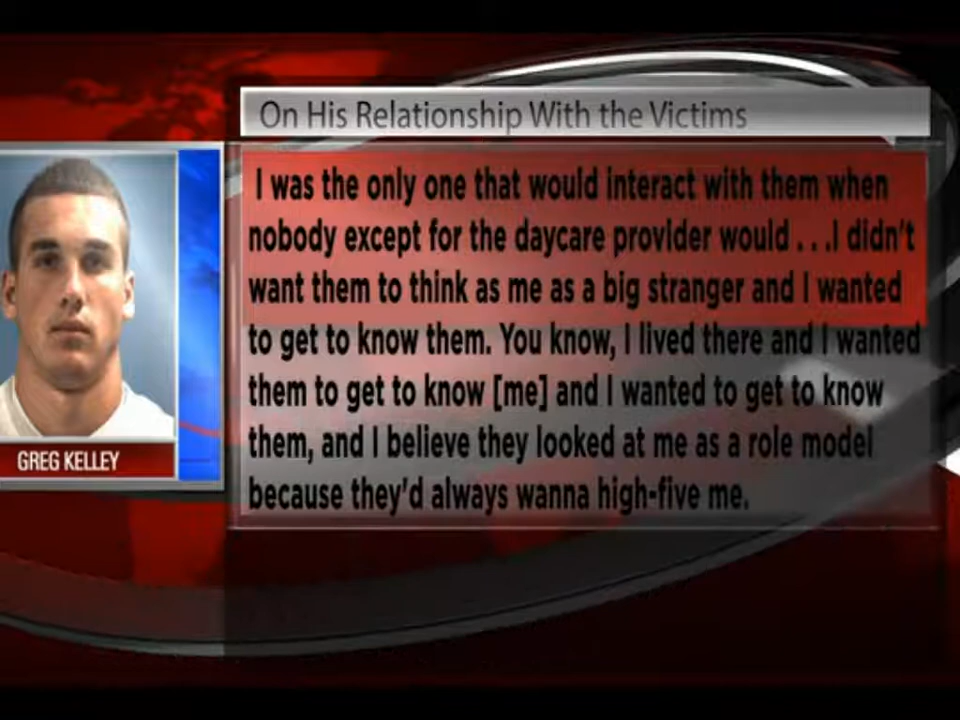 On His Relationship With the Victims
I was the only one that would interact with them when
nobody except for the daycare provider would . . .I didn't
want them to think as me as a big stranger and I wanted
to get to know them. You know, I lived there and I wanted
them to get to know [me] and I wanted to get to know
them, and I believe they looked at me as a role model
because they'd always wanna high-five me.
GREG KELLEY